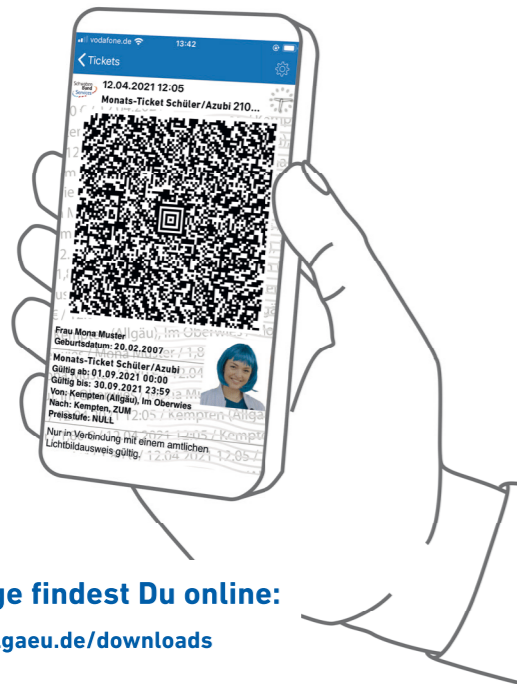 vodafone.de 13:42
Tickets
Schwaben Bund Services
12.04.2021 12:05
Monats-Ticket Schüler/Azubi 210...
Frau Mona Muster
Geburtsdatum: 20.02.2007
Monats-Ticket Schüler/Azubi
Gültig ab: 01.09.2021 00:00
Gültig bis: 30.09.2021 23:59
Von: Kempten (Allgäu), Im Oberwies
Nach: Kempten, ZUM
Preisstufe: NULL
Nur in Verbindung mit einem amtlichen
Lichtbildausweis gültig.
ge findest Du online:
lgaeu.de/downloads